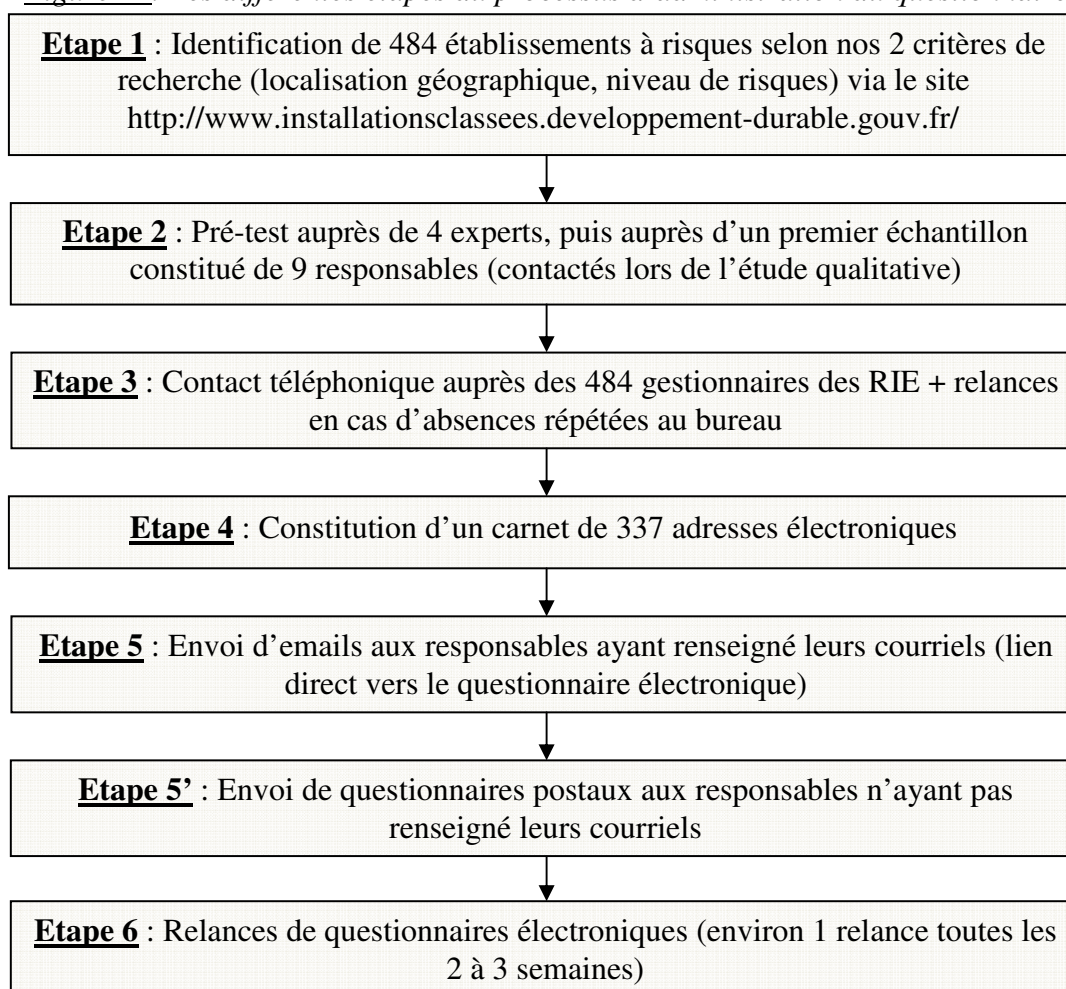 Etape 1 : Identification de 484 établissements à risques selon nos 2 critères de
recherche (localisation géographique, niveau de risques) via le site
http://www.installationsclassees.developpement-durable.gouv.fr/
Etape 2 : Pré-test auprès de 4 experts, puis auprès d’un premier échantillon
constitué de 9 responsables (contactés lors de l’étude qualitative)
Etape 3 : Contact téléphonique auprès des 484 gestionnaires des RIE + relances
en cas d’absences répétées au bureau
Etape 4 : Constitution d’un carnet de 337 adresses électroniques
Etape 5 : Envoi d’emails aux responsables ayant renseigné leurs courriels (lien
direct vers le questionnaire électronique)
Etape 5’ : Envoi de questionnaires postaux aux responsables n’ayant pas
renseigné leurs courriels
Etape 6 : Relances de questionnaires électroniques (environ 1 relance toutes les
2 à 3 semaines)